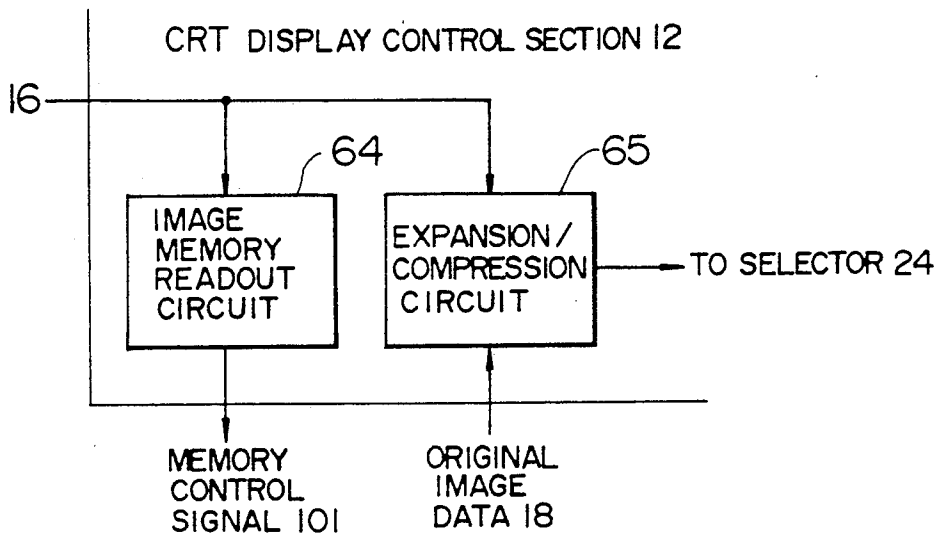 CRT DISPLAY CONTROL SECTION 12
16
64
65
IMAGE
MEMORY
READOUT
CIRCUIT
EXPANSION/
COMPRESSION
CIRCUIT
TO SELECTOR 24
MEMORY
CONTROL
SIGNAL 101
ORIGINAL
IMAGE
DATA 18